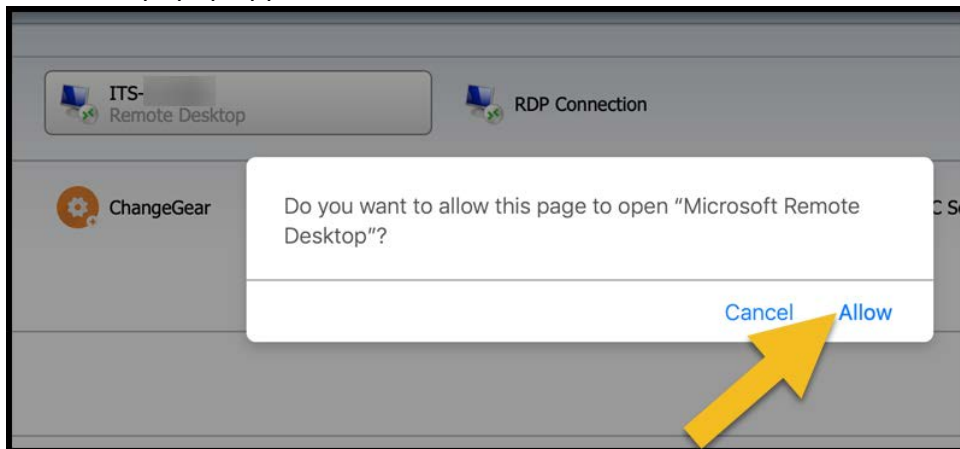 ITS-
Remote Desktop
RDP Connection
ChangeGear
Do you want to allow this page to open “Microsoft Remote
Desktop”?
Cancel
Allow